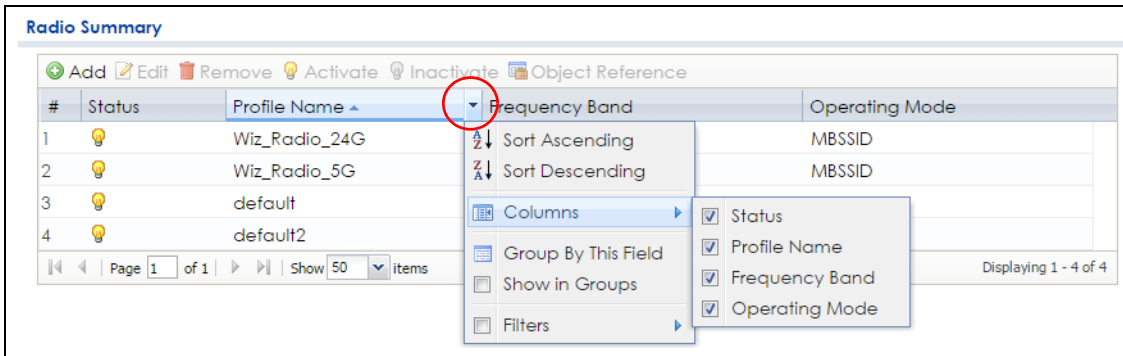 Radio Summary
Add Edit Remove Activate Inactivate Object Reference
# Status Profile Name Frequency Band Operating Mode
1 Wiz_Radio_24G MBSSID
2 Wiz_Radio_5G MBSSID
3 default
4 default2
Page 1 of 1 Show 50 items Displaying 1 - 4 of 4
Sort Ascending
Sort Descending
Columns
Group By This Field
Show in Groups
Filters
Status
Profile Name
Frequency Band
Operating Mode